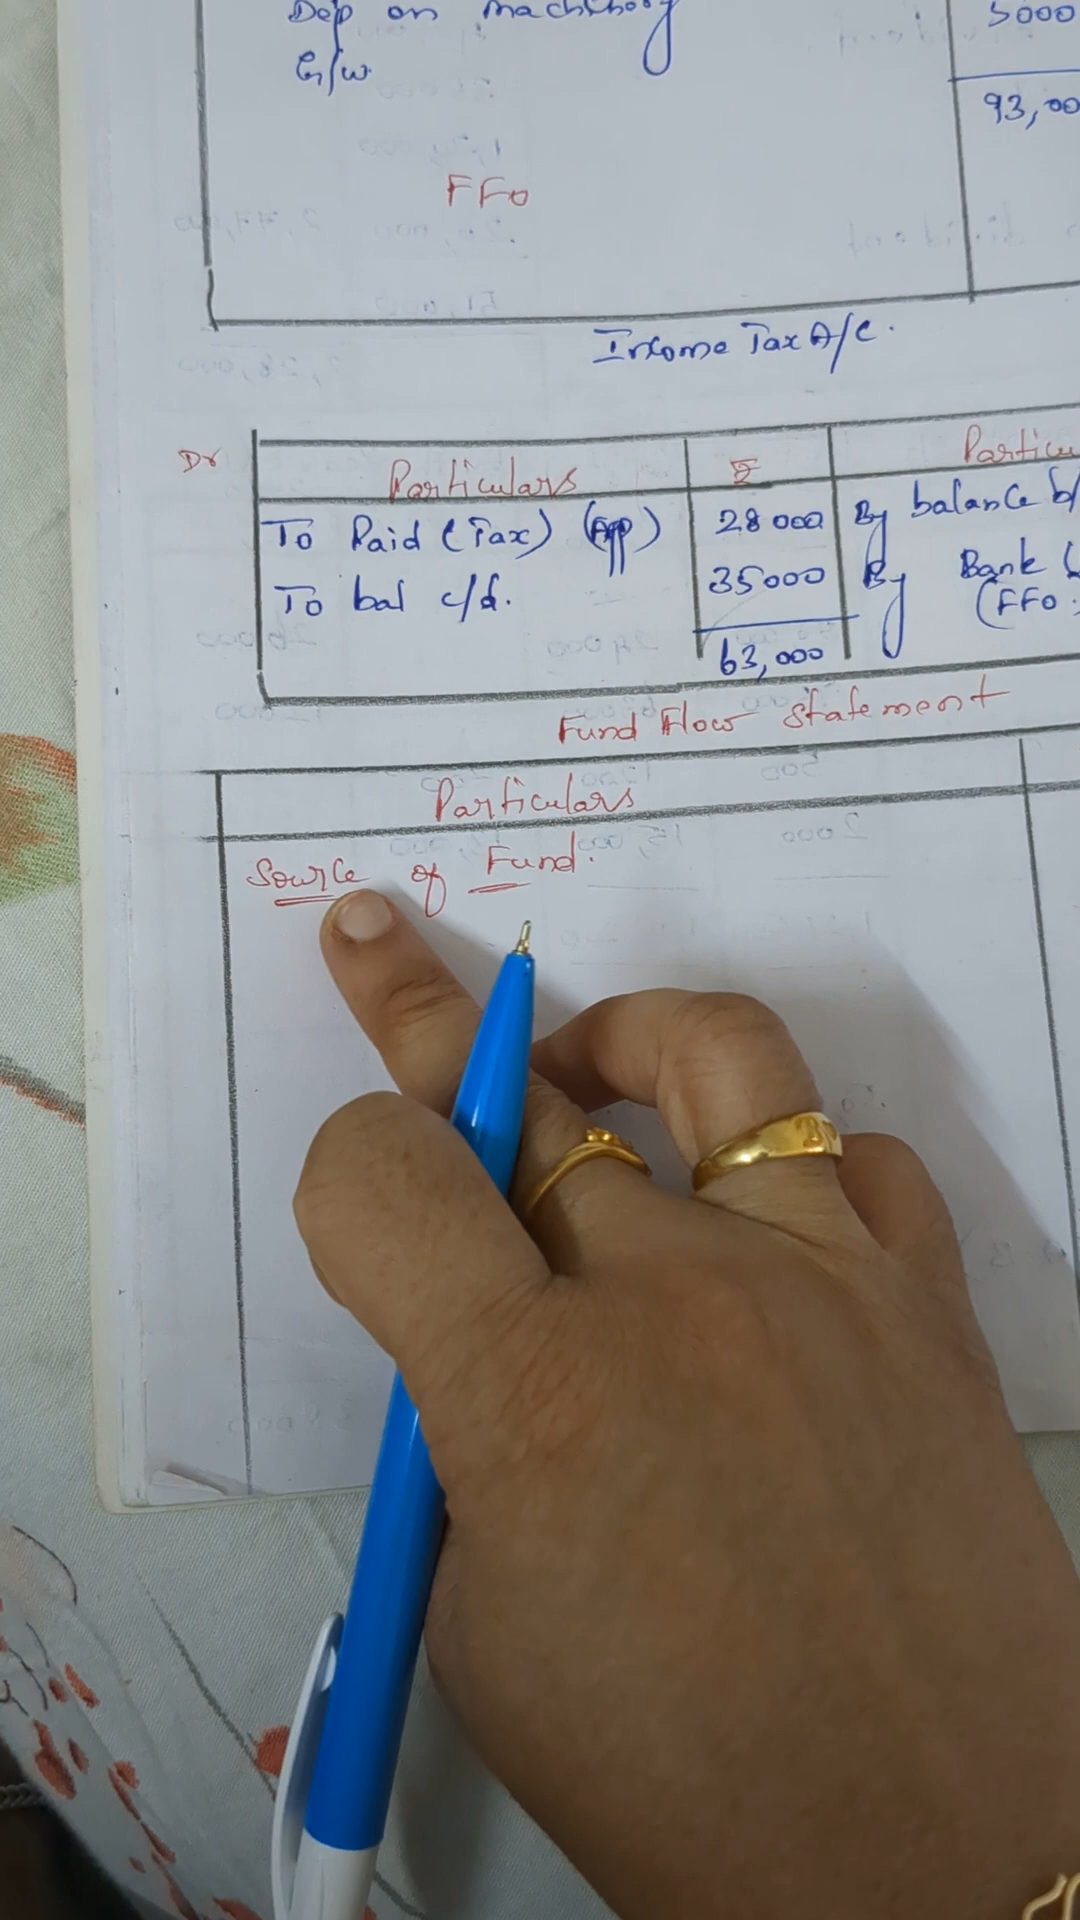 Dep on Machinery 5000
G/w.
93,00
FFO
Income Tax A/C.
Dr Particulars ₹ Particu
To Paid (Tax) (App) 28000 By balance b/
To bal c/d. 35000 By Bank (
(FFO
63,000
Fund Flow Statement
Particulars
Source of Fund.